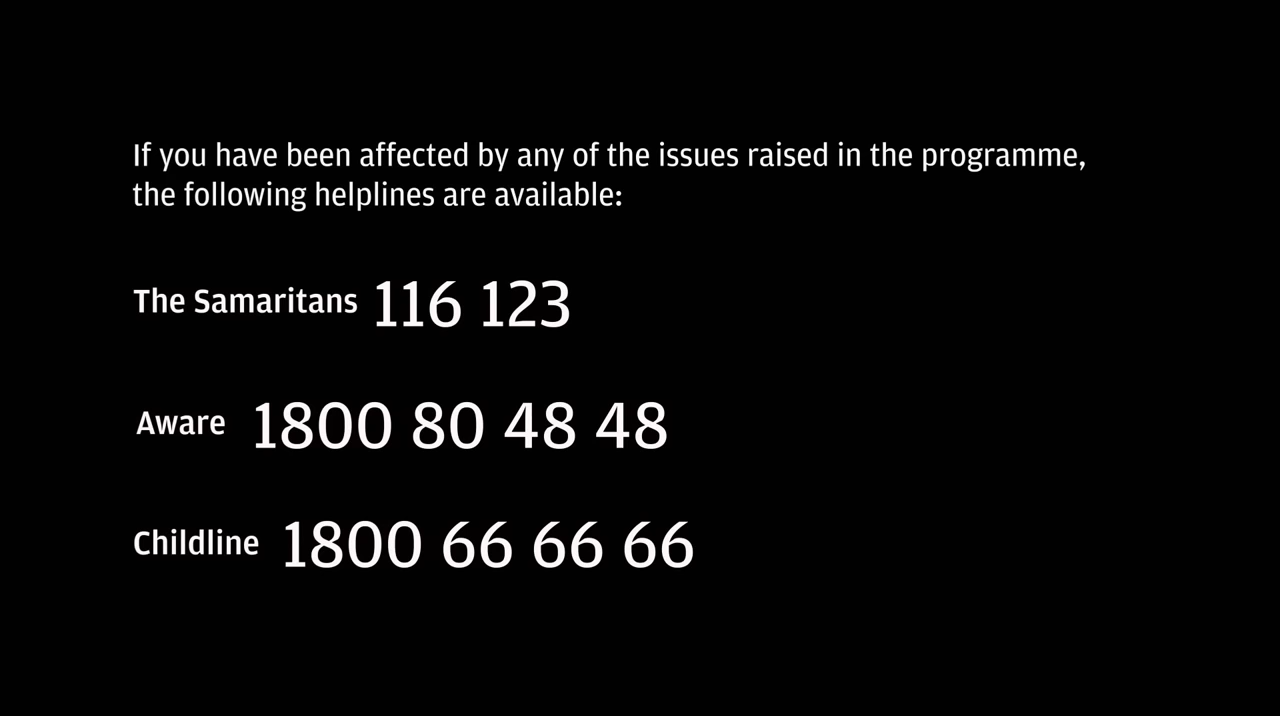 If you have been affected by any of the issues raised in the programme,
the following helplines are available:
The Samaritans 116 123
Aware 1800 80 48 48
Childline 1800 66 66 66